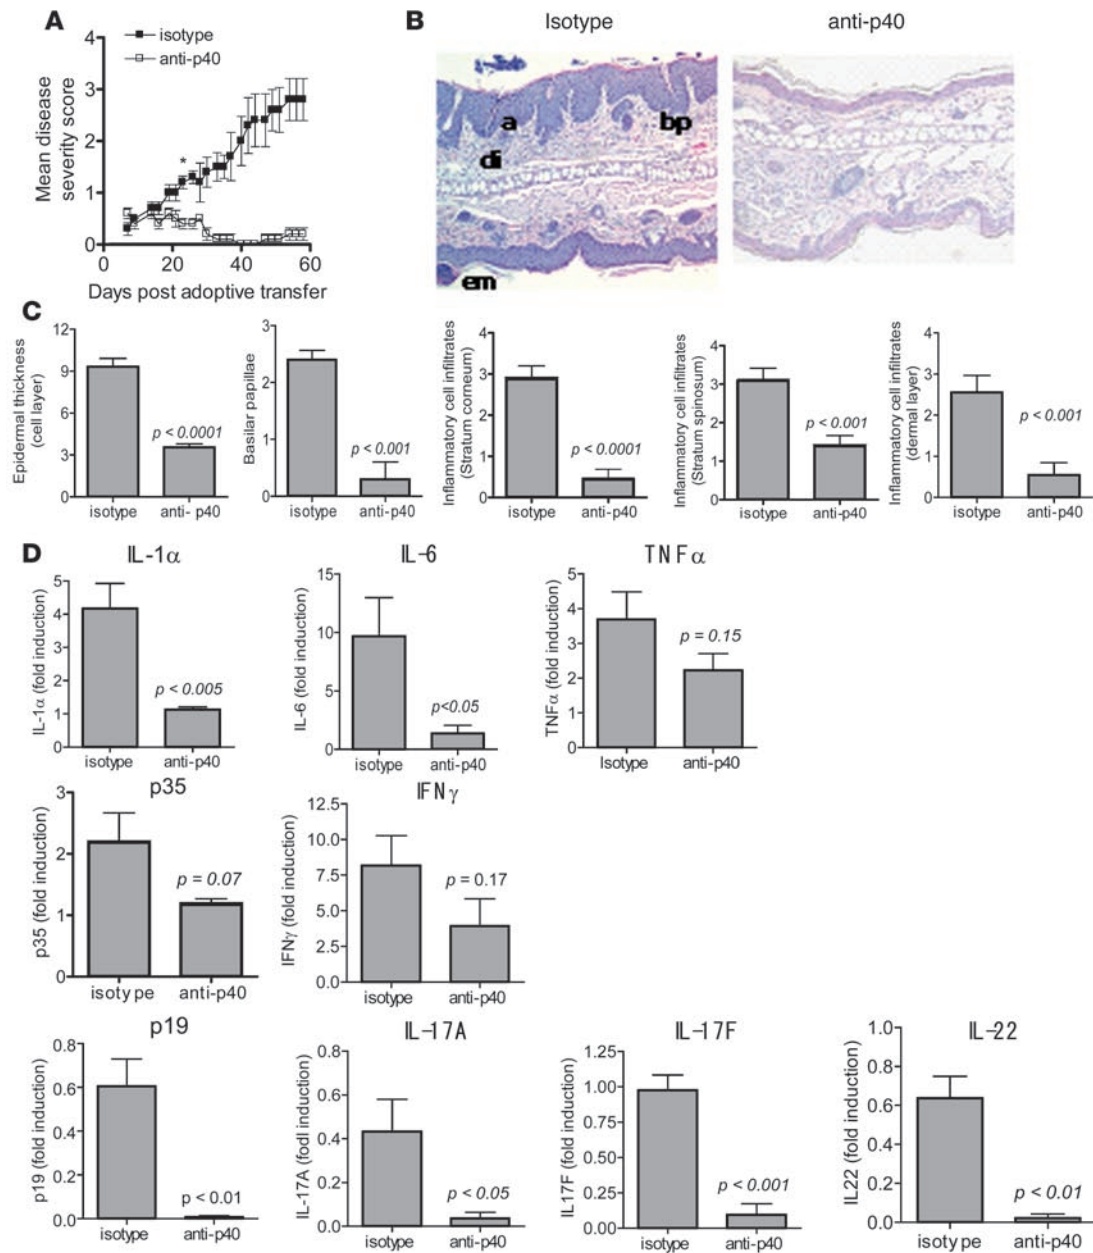 A
isotype
anti-p40
Mean disease
severity score
4
3
2
1
0
0
20
40
60
*
Days post adoptive transfer
B
Isotype
anti-p40
a
bp
di
em
C
Epidermal thickness
(cell layer)
12
9
6
3
0
p < 0.0001
isotype
anti- p40
Basilar papillae
3
2
1
0
p < 0.001
isotype
anti-p40
Inflammatory cell infiltrates
(Stratum corneum)
4
3
2
1
0
p < 0.0001
isotype
anti-p40
Inflammatory cell infiltrates
(Stratum spinosum)
4
3
2
1
0
p < 0.001
isotype
anti-p40
Inflammatory cell infiltrates
(dermal layer)
4
3
2
1
0
p < 0.001
isotype
anti-p40
D
IL-1α
IL-1α (fold induction)
5
4
3
2
1
0
p < 0.005
isotype
anti-p40
IL-6
IL-6 (fold induction)
15
10
5
0
p<0.05
isotype
anti-p40
TNFα
TNFα (fold induction)
5
4
3
2
1
0
p = 0.15
Isotype
anti-p40
p35
p35 (fold induction)
3
2
1
0
p = 0.07
isotype
anti-p40
IFNγ
IFNγ (fold induction)
12.5
10.0
7.5
5.0
2.5
0.0
p = 0.17
isotype
anti-p40
p19
p19 (fold induction)
0.8
0.6
0.4
0.2
0.0
p < 0.01
isotype
anti-p40
IL-17A
IL-17A (fodl induction)
0.8
0.6
0.4
0.2
0.0
p < 0.05
isotype
anti-p40
IL-17F
IL17F (fold induction)
1.25
1.00
0.75
0.50
0.25
0.00
p < 0.001
isotype
anti-p40
IL-22
IL22 (fold induction)
1.0
0.8
0.6
0.4
0.2
0.0
p < 0.01
isotype
anti-p40